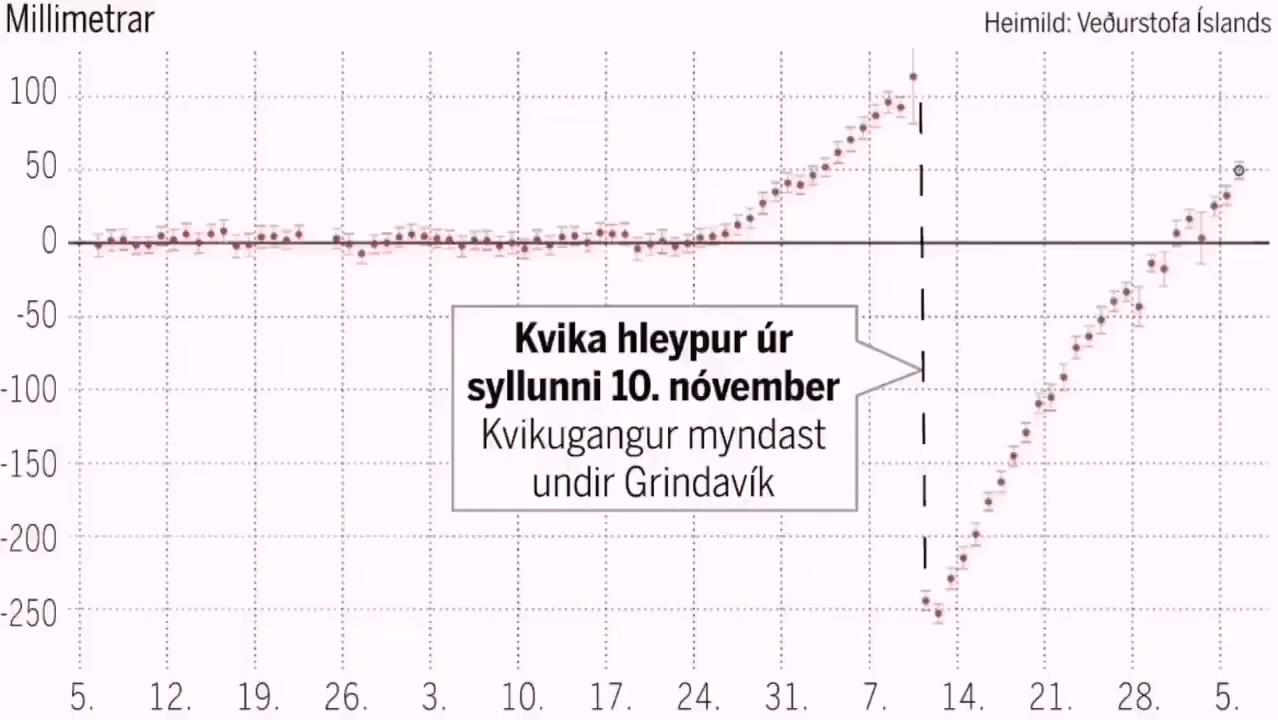 Millimetrar
Heimild: Veðurstofa Íslands
100
50
0
-50
-100
-150
-200
-250
Kvika hleypur úr
syllunni 10. nóvember
Kvikugangur myndast
undir Grindavík
5. 12. 19. 26. 3. 10. 17. 24. 31. 7. 14. 21. 28. 5.